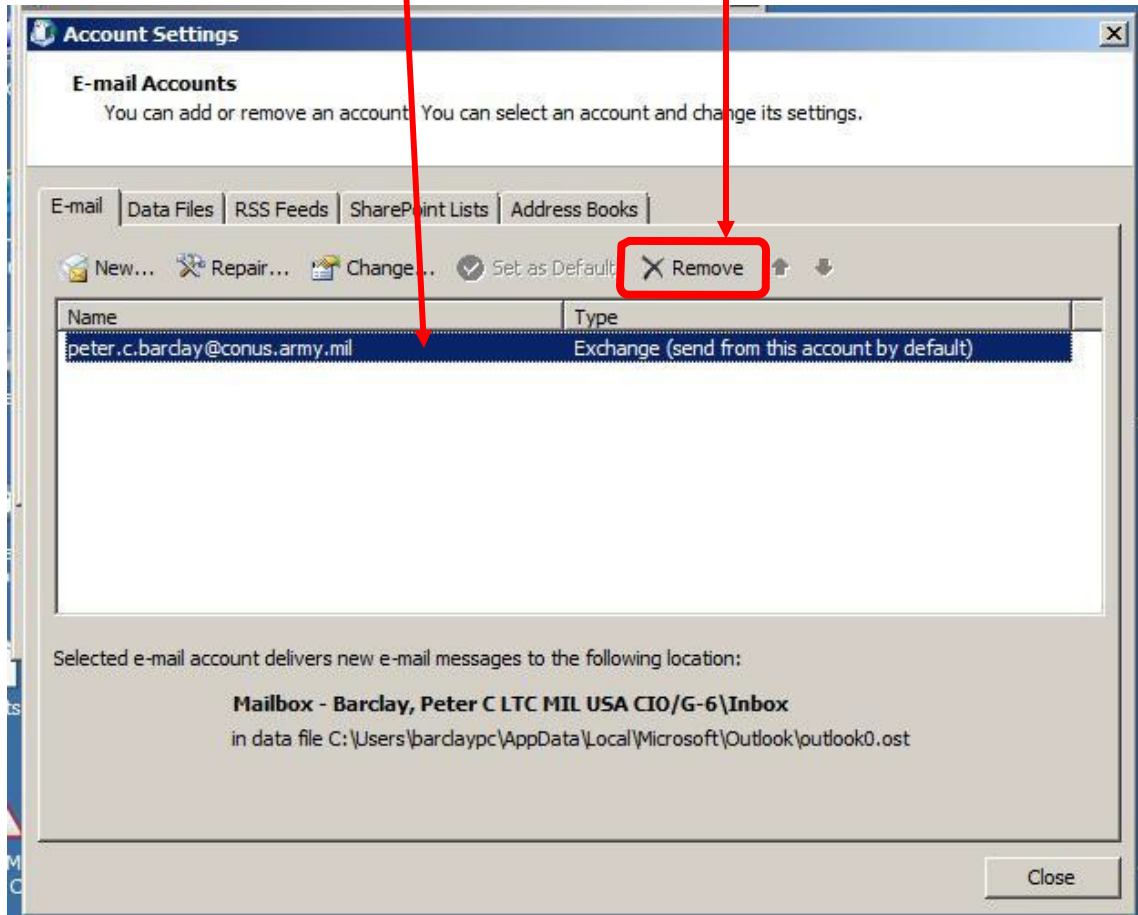 Account Settings
E-mail Accounts
You can add or remove an account. You can select an account and change its settings.
E-mail Data Files RSS Feeds SharePoint Lists Address Books
New... Repair... Change... Set as Default Remove
Name Type
peter.c.barclay@conus.army.mil Exchange (send from this account by default)
Selected e-mail account delivers new e-mail messages to the following location:
Mailbox - Barclay, Peter C LTC MIL USA CIO/G-6\Inbox
in data file C:\Users\barclaypc\AppData\Local\Microsoft\Outlook\outlook0.ost
Close